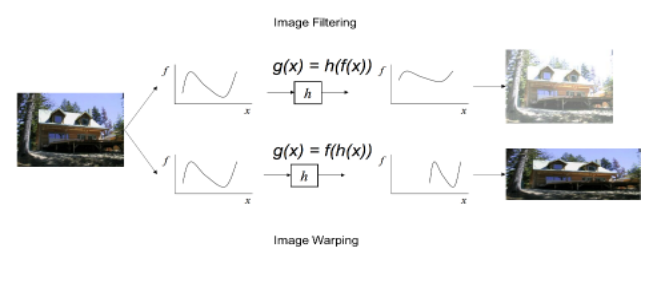 Image Filtering
f
g(x) = h(f(x))
f
h
x
x
f
g(x) = f(h(x))
f
h
x
x
Image Warping